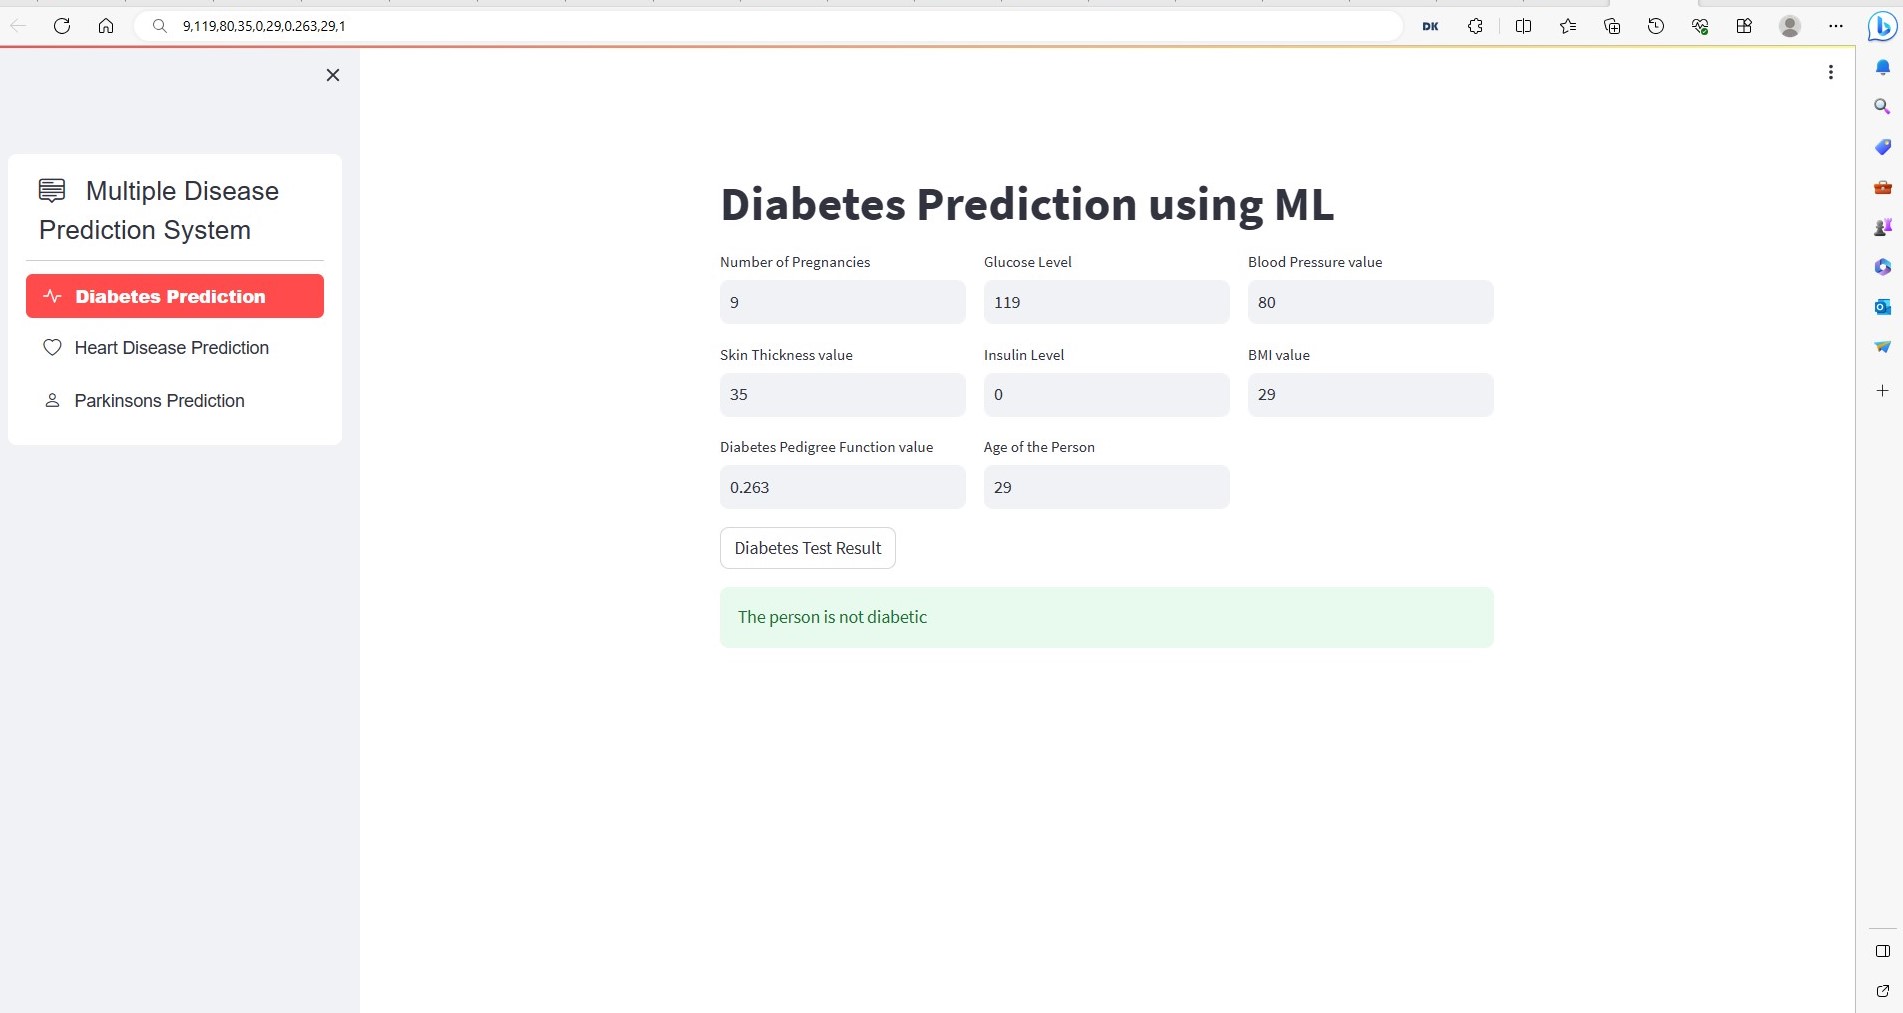 9,119,80,35,0,29,0.263,29,1
DK
Multiple Disease
Prediction System
Diabetes Prediction
Heart Disease Prediction
Parkinsons Prediction
Diabetes Prediction using ML
Number of Pregnancies
Glucose Level
Blood Pressure value
9
119
80
Skin Thickness value
Insulin Level
BMI value
35
0
29
Diabetes Pedigree Function value
Age of the Person
0.263
29
Diabetes Test Result
The person is not diabetic